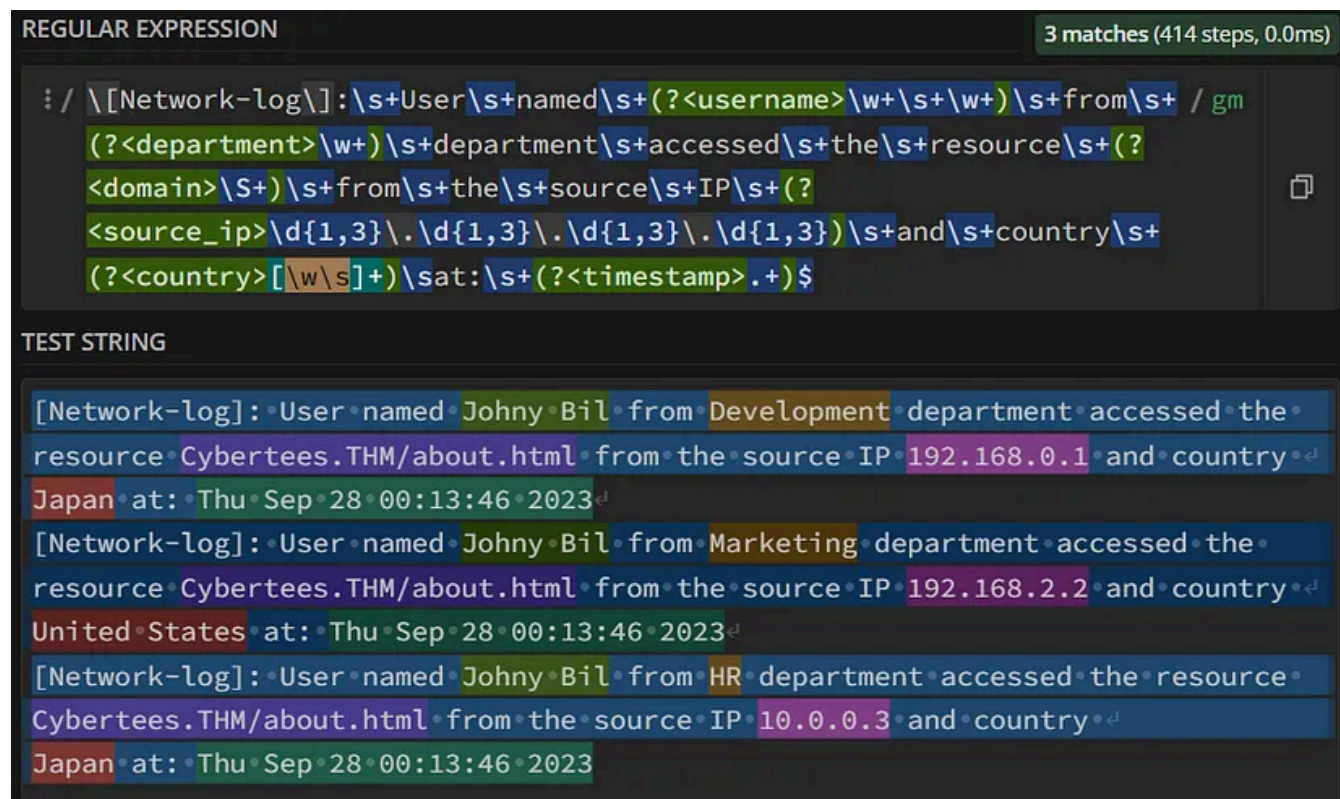 REGULAR EXPRESSION
3 matches (414 steps, 0.0ms)
/ \[Network-log\]:\s+User\s+named\s+(?<username>\w+\s+\w+)\s+from\s+ / gm
(?<department>\w+)\s+department\s+accessed\s+the\s+resource\s+(?
<domain>\S+)\s+from\s+the\s+source\s+IP\s+(?
<source_ip>\d{1,3}\.\d{1,3}\.\d{1,3}\.\d{1,3})\s+and\s+country\s+
(?<country>[\w\s]+)\sat:\s+(?<timestamp>.+)$
TEST STRING
[Network-log]: User named Johny Bil from Development department accessed the
resource Cybertees.THM/about.html from the source IP 192.168.0.1 and country
Japan at: Thu Sep 28 00:13:46 2023
[Network-log]: User named Johny Bil from Marketing department accessed the
resource Cybertees.THM/about.html from the source IP 192.168.2.2 and country
United States at: Thu Sep 28 00:13:46 2023
[Network-log]: User named Johny Bil from HR department accessed the resource
Cybertees.THM/about.html from the source IP 10.0.0.3 and country
Japan at: Thu Sep 28 00:13:46 2023